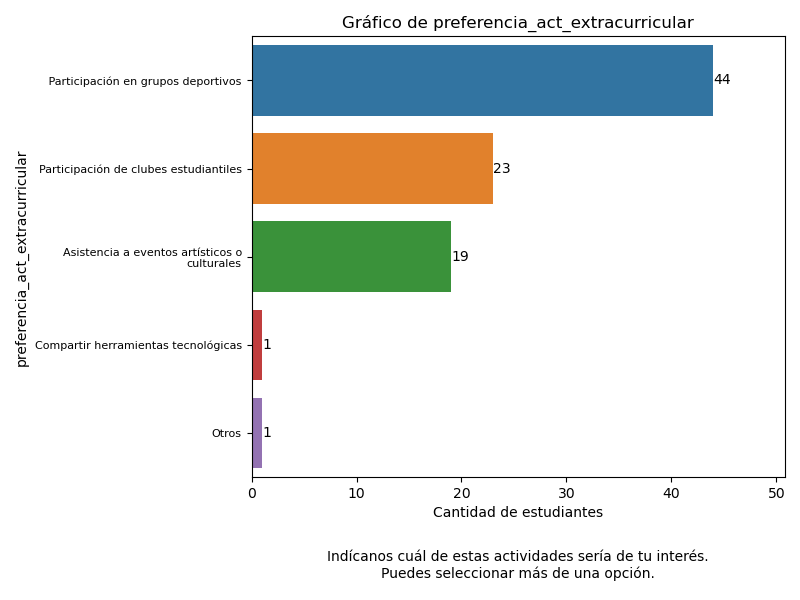 Gráfico de preferencia_act_extracurricular
preferencia_act_extracurricular
Participación en grupos deportivos
44
Participación de clubes estudiantiles
23
Asistencia a eventos artísticos o
culturales
19
Compartir herramientas tecnológicas
1
Otros
1
0 10 20 30 40 50
Cantidad de estudiantes
Indícanos cuál de estas actividades sería de tu interés.
Puedes seleccionar más de una opción.